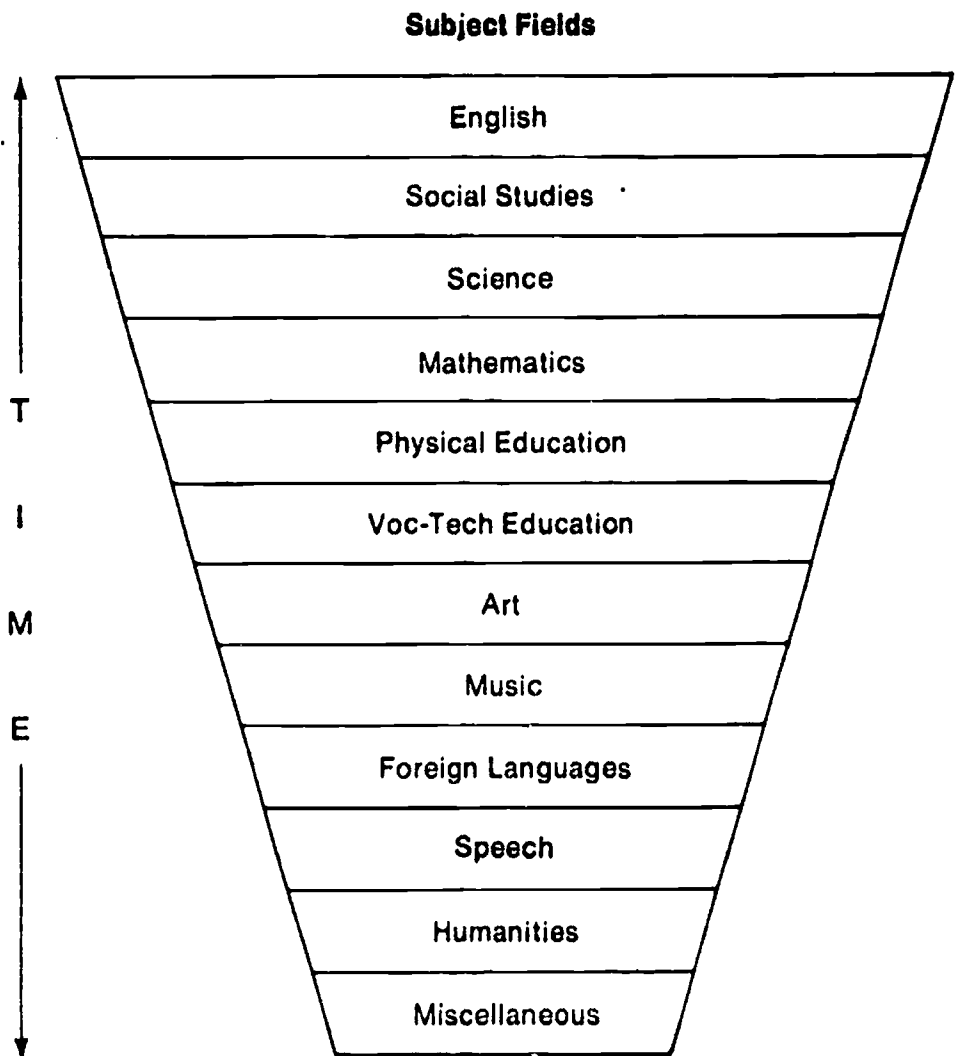 Subject Fields
English
Social Studies
Science
Mathematics
Physical Education
Voc-Tech Education
Art
Music
Foreign Languages
Speech
Humanities
Miscellaneous
T
I
M
E